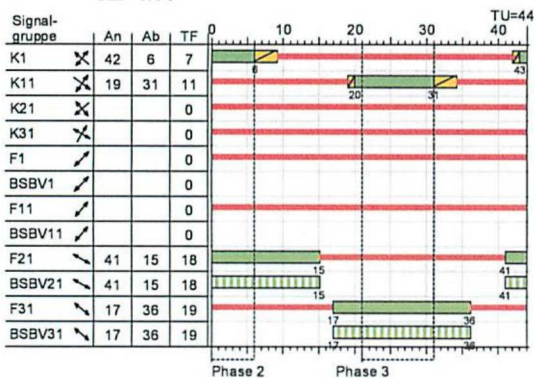 TU=44
Signal-
gruppe An Ab TF 0 10 20 30 40
K1 42 6 7 6 43
K11 19 31 11 20 31
K21 0
K31 0
F1 0
BSBV1 0
F11 0
BSBV11 0
F21 41 15 18 15 41
BSBV21 41 15 18 15 41
F31 17 36 19 17 36
BSBV31 17 36 19 17 36
Phase 2 Phase 3